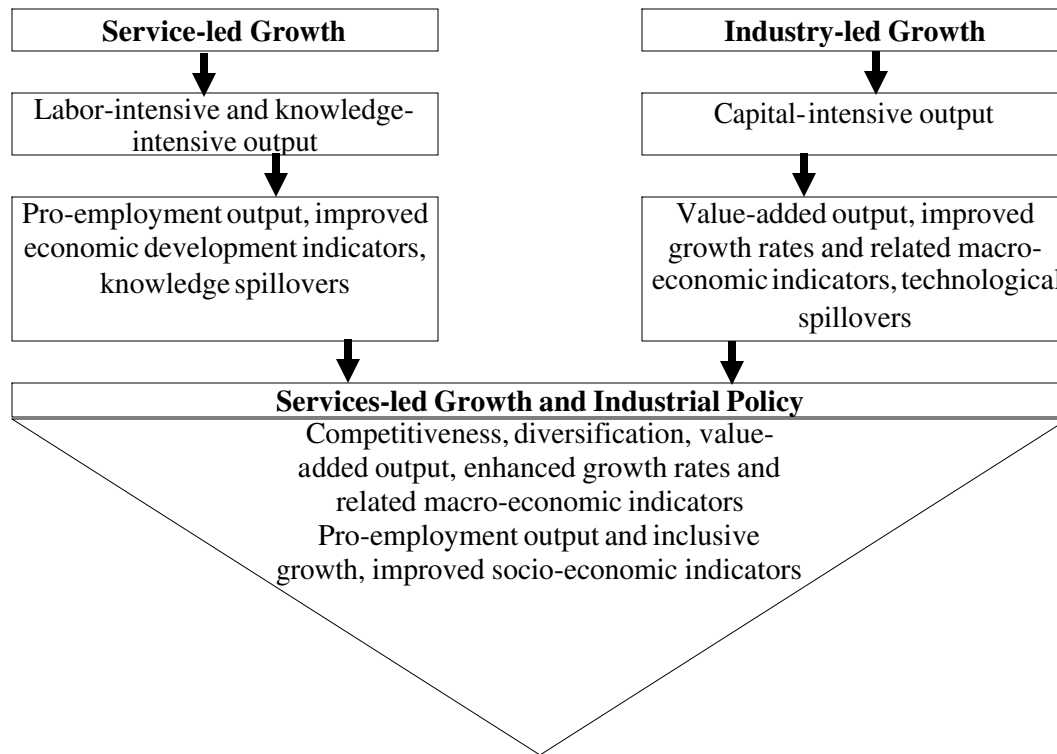 Service-led Growth
Labor-intensive and knowledge-
intensive output
Pro-employment output, improved
economic development indicators,
knowledge spillovers
Industry-led Growth
Capital-intensive output
Value-added output, improved
growth rates and related macro-
economic indicators, technological
spillovers
Services-led Growth and Industrial Policy
Competitiveness, diversification, value-
added output, enhanced growth rates and
related macro-economic indicators
Pro-employment output and inclusive
growth, improved socio-economic indicators